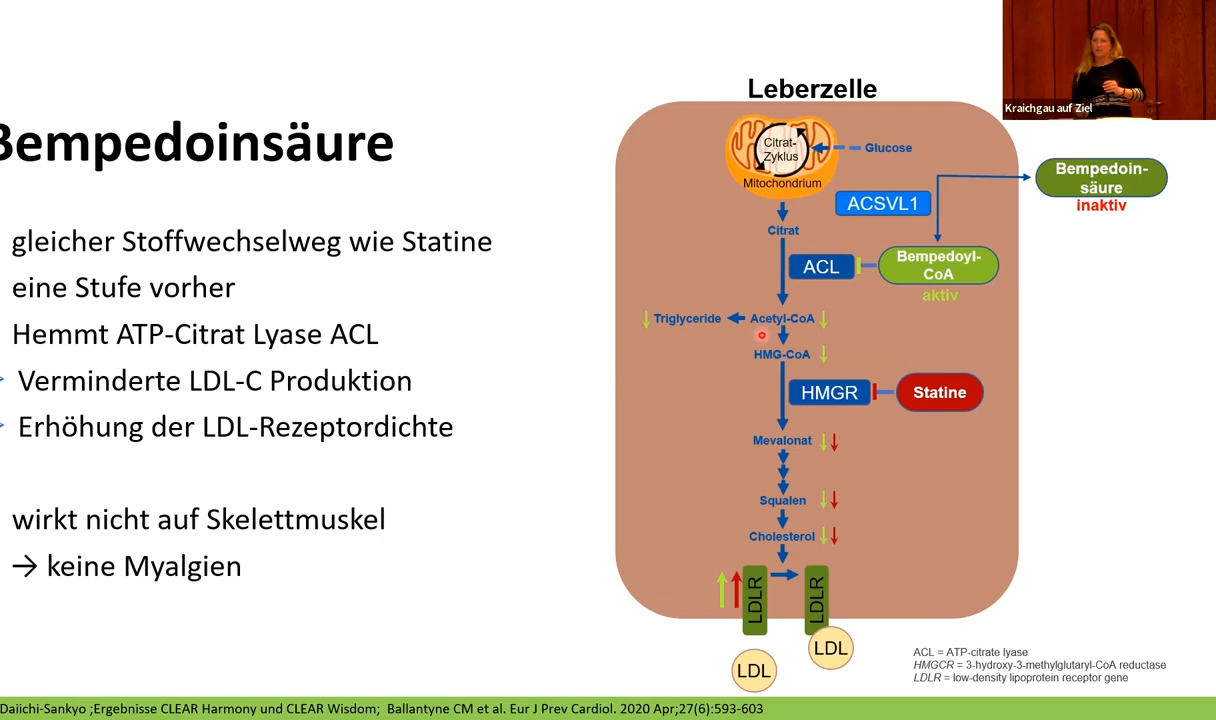 Leberzelle
Kraichgau auf Ziel
Bempedoinsäure
gleicher Stoffwechselweg wie Statine
eine Stufe vorher
Hemmt ATP-Citrat Lyase ACL
Verminderte LDL-C Produktion
Erhöhung der LDL-Rezeptordichte
wirkt nicht auf Skelettmuskel
→ keine Myalgien
Citrat-
Zyklus
Mitochondrium
Glucose
ACSVL1
Bempedoin-
säure
inaktiv
Citrat
ACL
Bempedoyl-
CoA
aktiv
Triglyceride
Acetyl-CoA
HMG-CoA
HMGR
Statine
Mevalonat
Squalen
Cholesterol
LDLR
LDLR
LDL
LDL
ACL = ATP-citrate lyase
HMGCR = 3-hydroxy-3-methylglutaryl-CoA reductase
LDLR = low-density lipoprotein receptor gene
Daiichi-Sankyo ;Ergebnisse CLEAR Harmony und CLEAR Wisdom; Ballantyne CM et al. Eur J Prev Cardiol. 2020 Apr;27(6):593-603